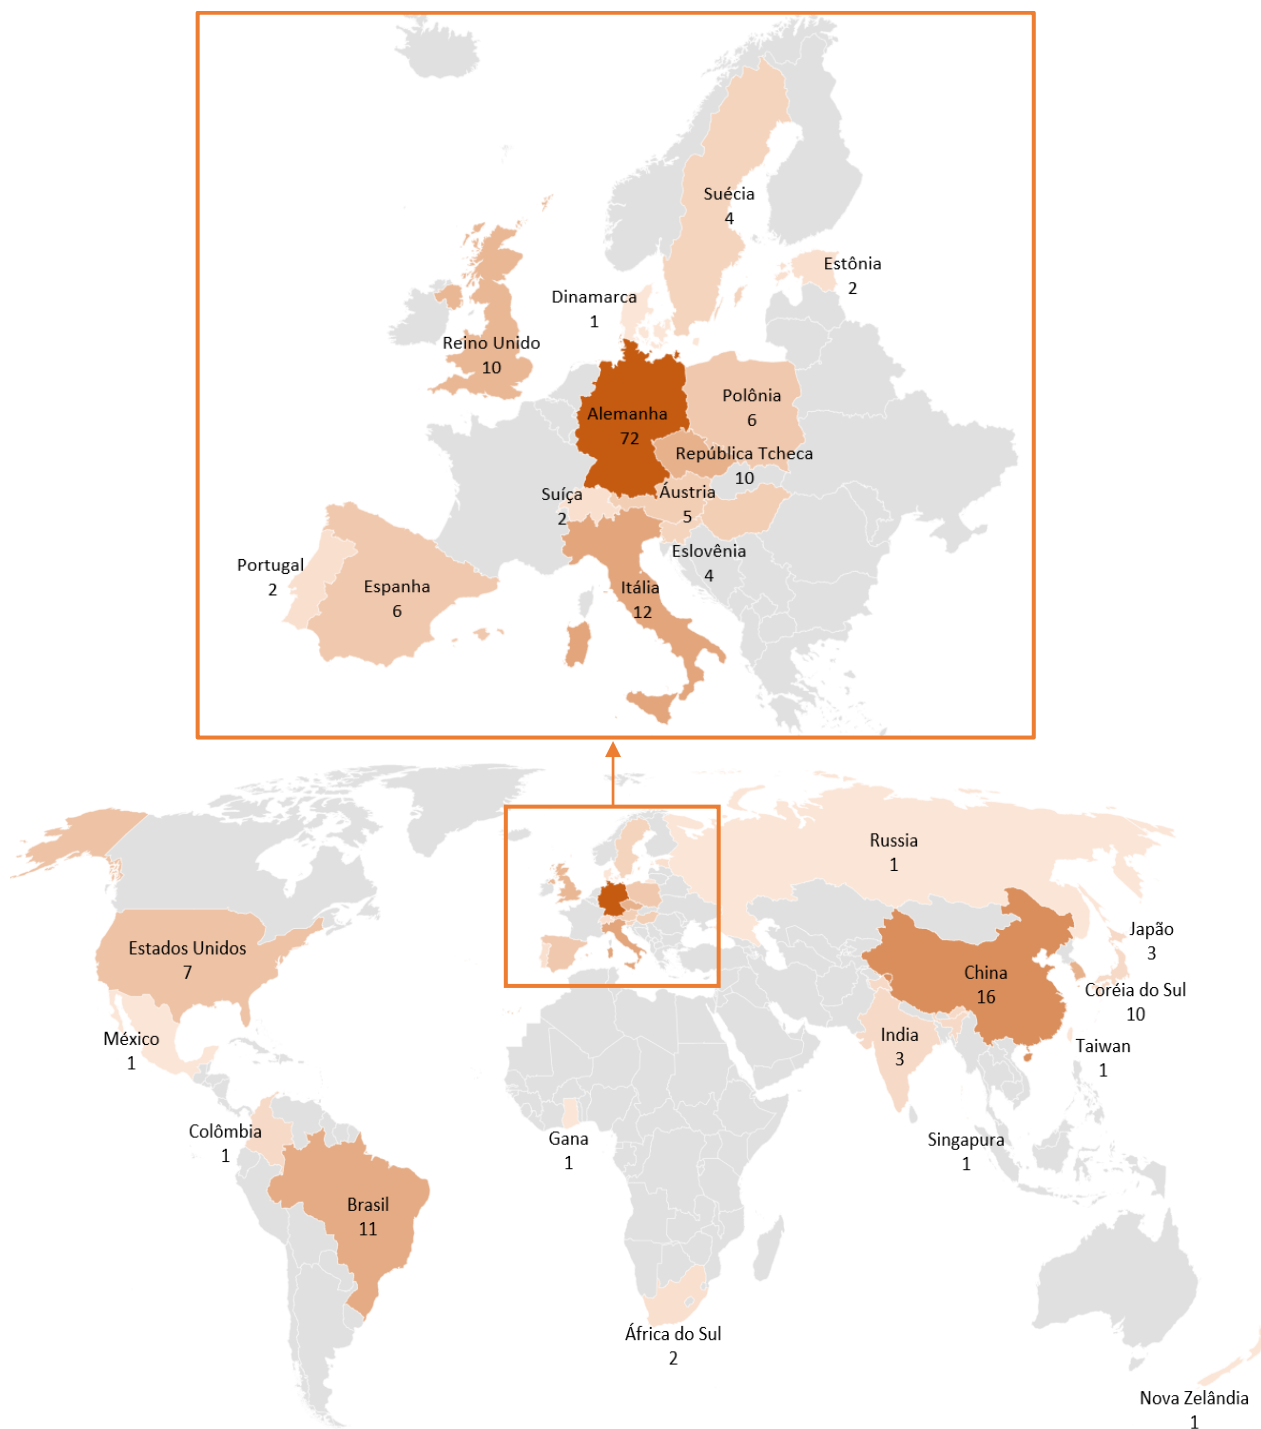 Suécia
4
Estônia
2
Dinamarca
1
Reino Unido
10
Polônia
6
Alemanha
72
República Tcheca
10
Suíça
2
Áustria
5
Eslovênia
4
Portugal
2
Espanha
6
Itália
12
Russia
1
Japão
3
Estados Unidos
7
China
16
Coréia do Sul
10
México
1
India
3
Taiwan
1
Colômbia
1
Gana
1
Singapura
1
Brasil
11
África do Sul
2
Nova Zelândia
1